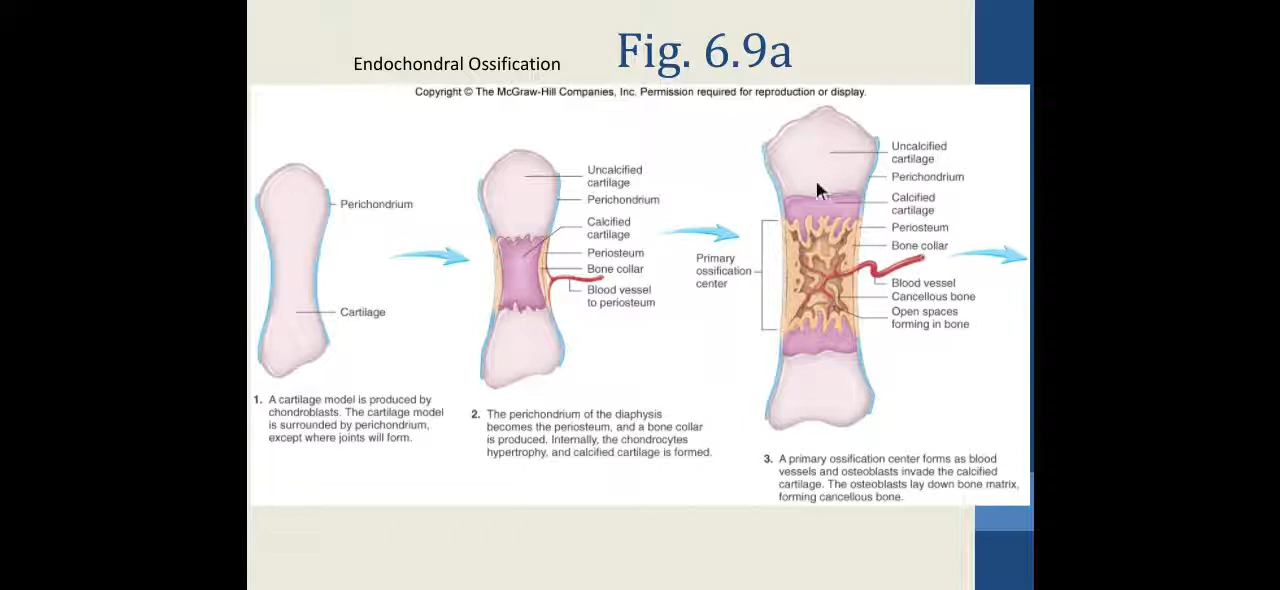 Endochondral Ossification
Fig. 6.9a
Copyright © The McGraw-Hill Companies, Inc. Permission required for reproduction or display.
Perichondrium
Cartilage
1. A cartilage model is produced by
chondroblasts. The cartilage model
is surrounded by perichondrium,
except where joints will form.
Uncalcified
cartilage
Perichondrium
Calcified
cartilage
Periosteum
Bone collar
Blood vessel
to periosteum
2. The perichondrium of the diaphysis
becomes the periosteum, and a bone collar
is produced. Internally, the chondrocytes
hypertrophy, and calcified cartilage is formed.
Primary
ossification
center
Uncalcified
cartilage
Perichondrium
Calcified
cartilage
Periosteum
Bone collar
Blood vessel
Cancellous bone
Open spaces
forming in bone
3. A primary ossification center forms as blood
vessels and osteoblasts invade the calcified
cartilage. The osteoblasts lay down bone matrix,
forming cancellous bone.